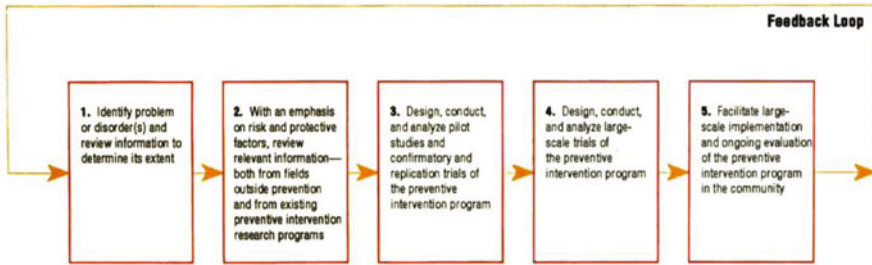 Feedback Loop
1. Identify problem
or disorder(s) and
review information to
determine its extent
2. With an emphasis
on risk and protective
factors, review
relevant information—
both from fields
outside prevention
and from existing
preventive intervention
research programs
3. Design, conduct,
and analyze pilot
studies and
confirmatory and
replication trials of
the preventive
intervention program
4. Design, conduct,
and analyze large-
scale trials of
the preventive
intervention program
5. Facilitate large-
scale implementation
and ongoing evaluation
of the preventive
intervention program
in the community